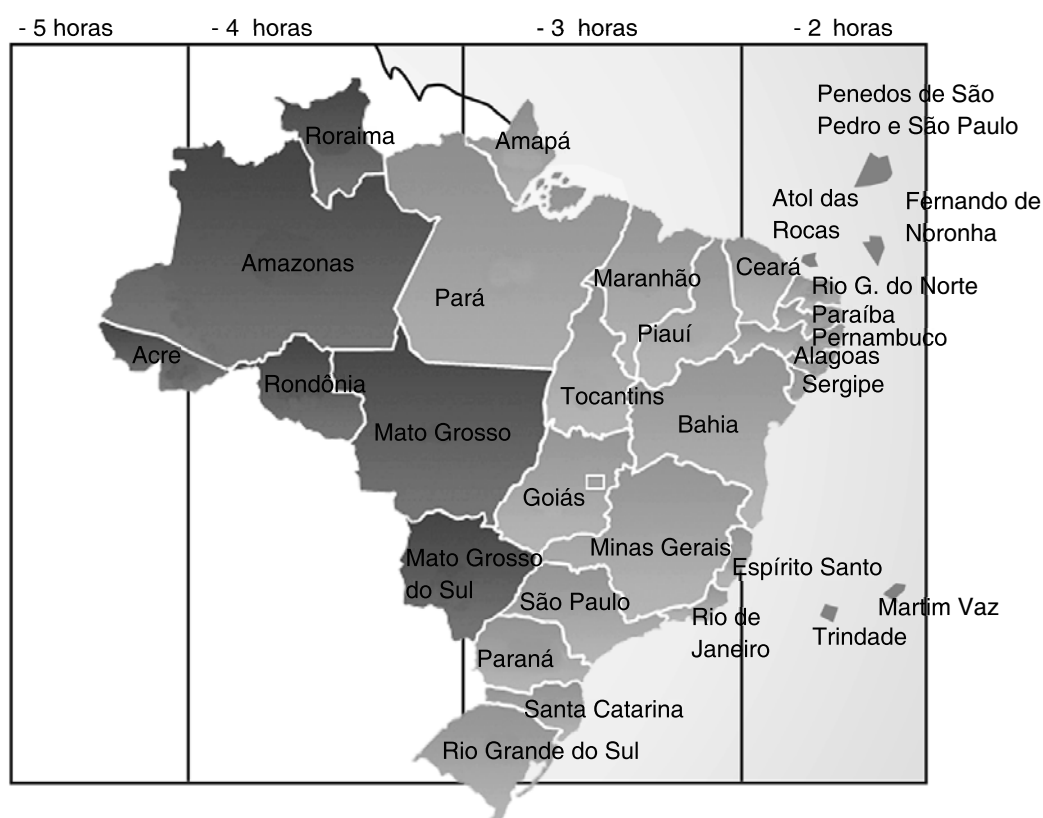 - 5 horas
- 4 horas
- 3 horas
- 2 horas
Penedos de São
Pedro e São Paulo
Roraima
Amapá
Atol das
Rocas
Fernando de
Nbronha
Amazonas
Pará
Maranhão
Ceará
Rio G. do Norte
Paraíba
Piauí
Pernambuco
Acre
Alagoas
Rondônia
Sergipe
Tocantins
Mato Grosso
Bahia
Goiás
Minas Gerais
Mato Grosso
do Sul
Espírito Santo
São Paulo
Martim Vaz
Rio de
Janeiro
Trindade
Paraná
Santa Catarina
Rio Grande do Sul